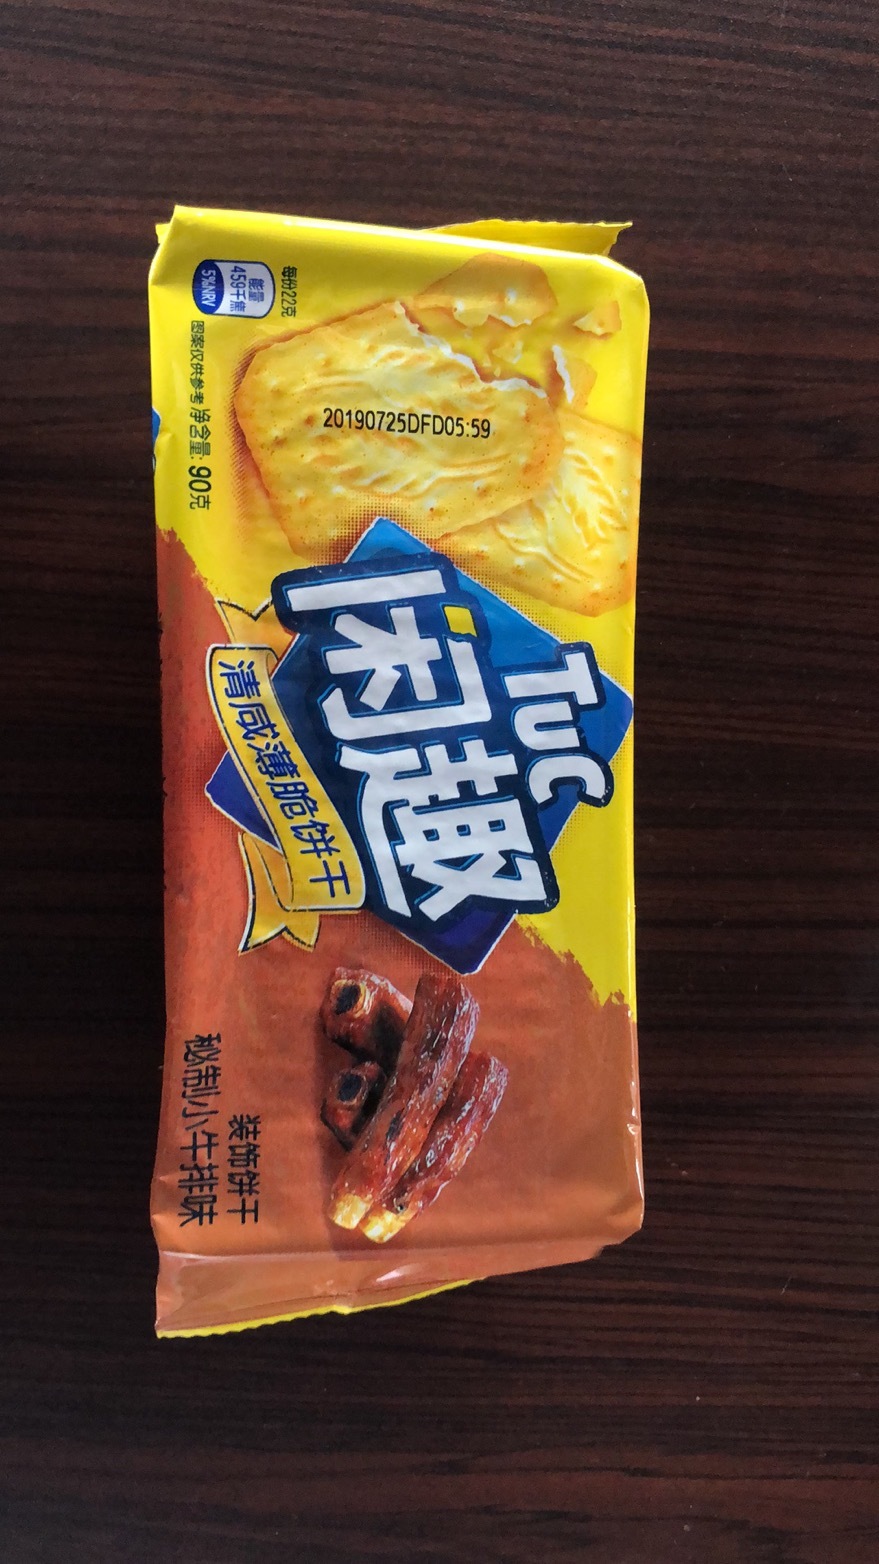 每份22克
能量
459千焦
5%NRV
图案仅供参考 净含量: 90克
20190725DFD05:59
TUC
闲趣
清咸薄脆饼干
装饰饼干
秘制小牛排味